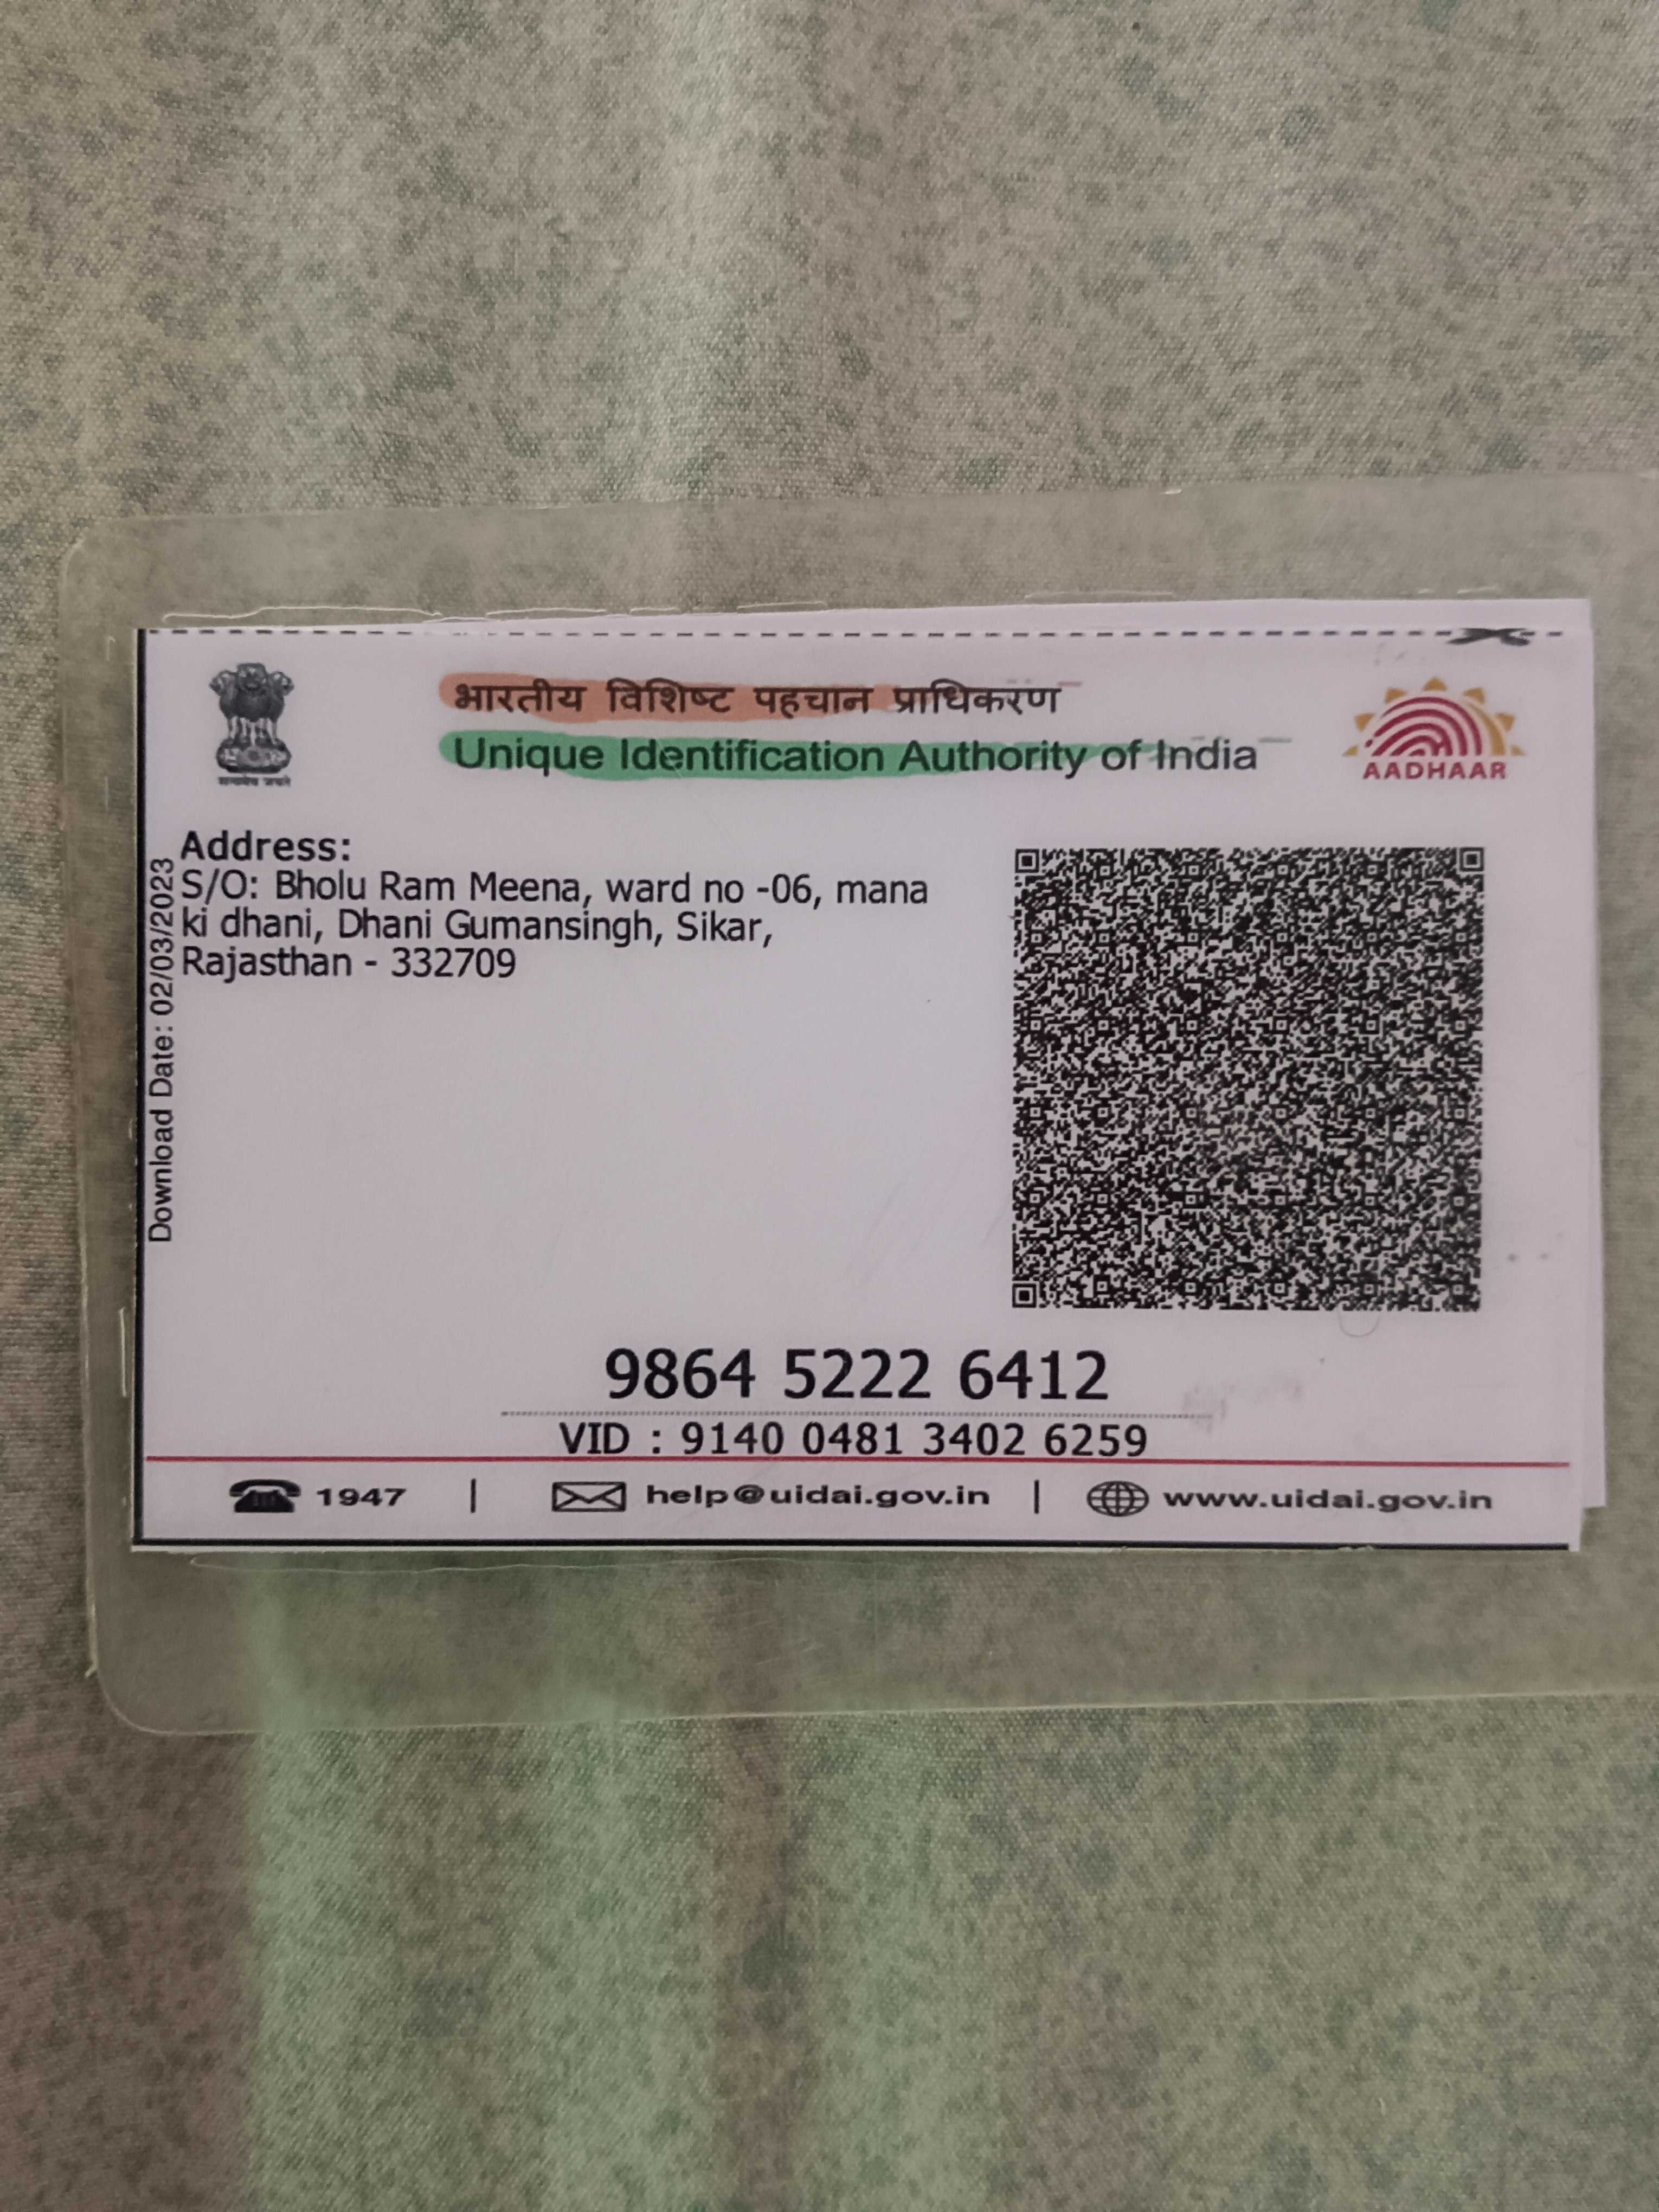 भारतीय विशिष्ट पहचान प्राधिकरण
Unique Identification Authority of India
सत्यमेव जयते
AADHAAR
Address:
S/O: Bholu Ram Meena, ward no -06, mana
ki dhani, Dhani Gumansingh, Sikar,
Rajasthan - 332709
Download Date: 02/03/2023
9864 5222 6412
VID : 9140 0481 3402 6259
1947 | help@uidai.gov.in | www.uidai.gov.in